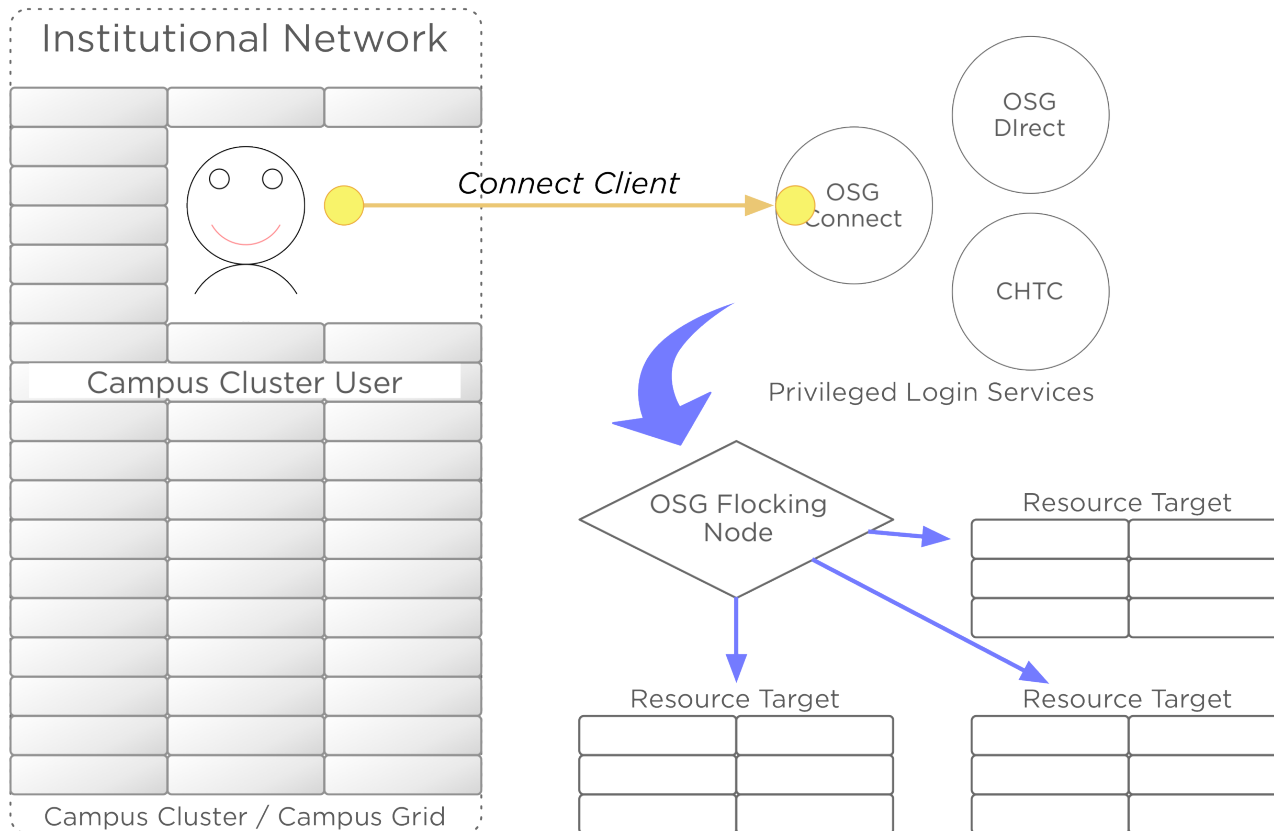 Institutional Network
Connect Client
OSG
DIrect
OSG
Connect
CHTC
Campus Cluster User
Privileged Login Services
OSG Flocking
Node
Resource Target
Resource Target
Resource Target
Campus Cluster / Campus Grid